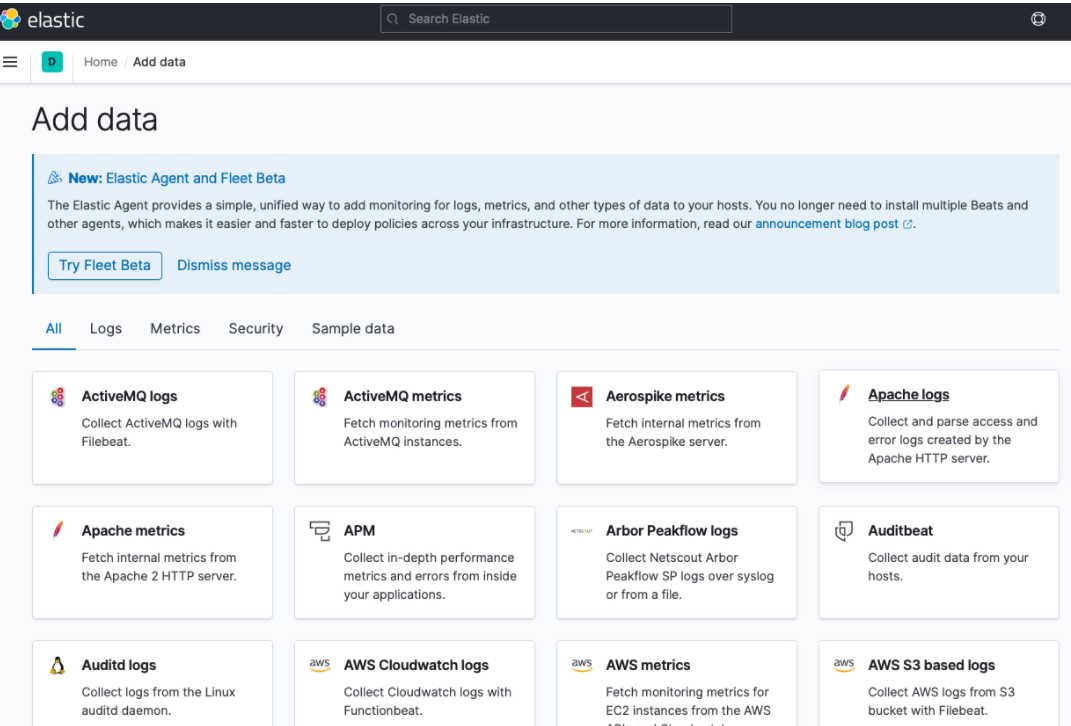 elastic
Search Elastic
D
Home / Add data
Add data
New: Elastic Agent and Fleet Beta
The Elastic Agent provides a simple, unified way to add monitoring for logs, metrics, and other types of data to your hosts. You no longer need to install multiple Beats and
other agents, which makes it easier and faster to deploy policies across your infrastructure. For more information, read our announcement blog post.
Try Fleet Beta
Dismiss message
All
Logs
Metrics
Security
Sample data
ActiveMQ logs
Collect ActiveMQ logs with
Filebeat.
ActiveMQ metrics
Fetch monitoring metrics from
ActiveMQ instances.
Aerospike metrics
Fetch internal metrics from
the Aerospike server.
Apache logs
Collect and parse access and
error logs created by the
Apache HTTP server.
Apache metrics
Fetch internal metrics from
the Apache 2 HTTP server.
APM
Collect in-depth performance
metrics and errors from inside
your applications.
NETSCOUT
Arbor Peakflow logs
Collect Netscout Arbor
Peakflow SP logs over syslog
or from a file.
Auditbeat
Collect audit data from your
hosts.
Auditd logs
Collect logs from the Linux
auditd daemon.
aws
AWS Cloudwatch logs
Collect Cloudwatch logs with
Functionbeat.
aws
AWS metrics
Fetch monitoring metrics for
EC2 instances from the AWS
aws
AWS S3 based logs
Collect AWS logs from S3
bucket with Filebeat.